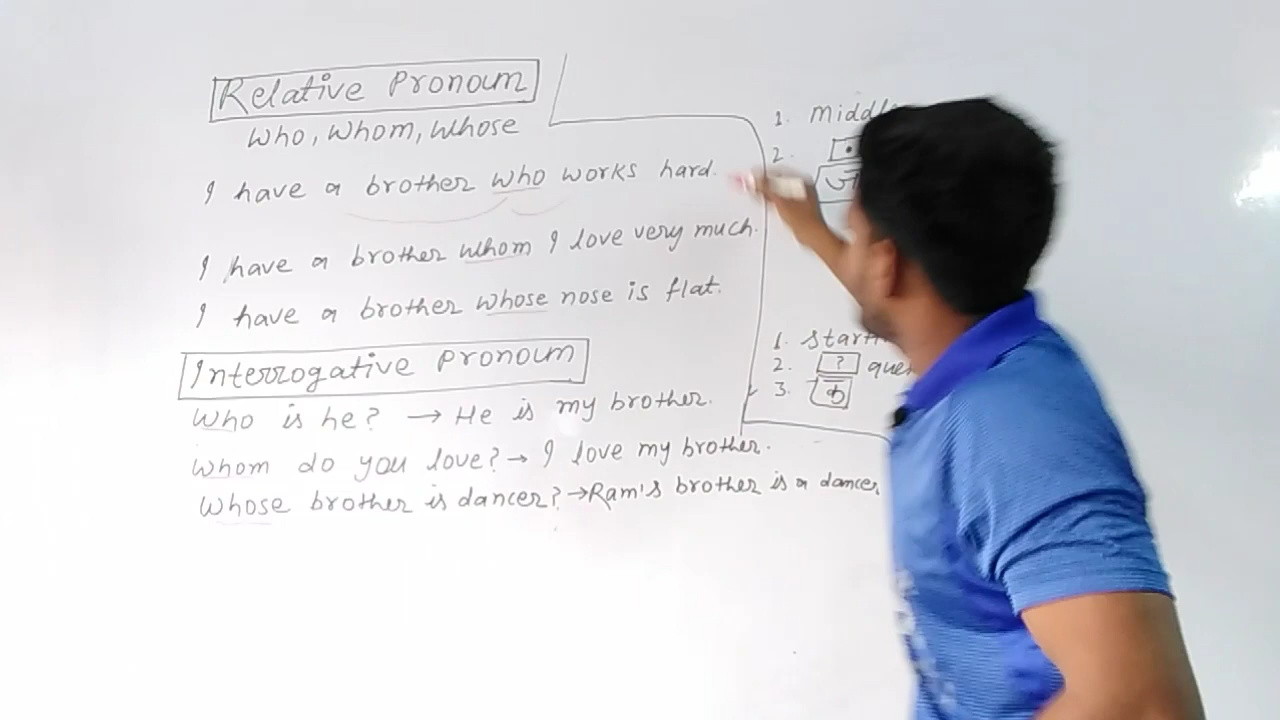 Relative Pronoun
Who, Whom, Whose
I have a brother who works hard.
I have a brother whom I love very much.
I have a brother whose nose is flat.
Interrogative Pronoun
Who is he? → He is my brother.
Whom do you love? → I love my brother.
Whose brother is dancer? → Ram's brother is a dancer
1.
2. .
1.
2. ?
3. क